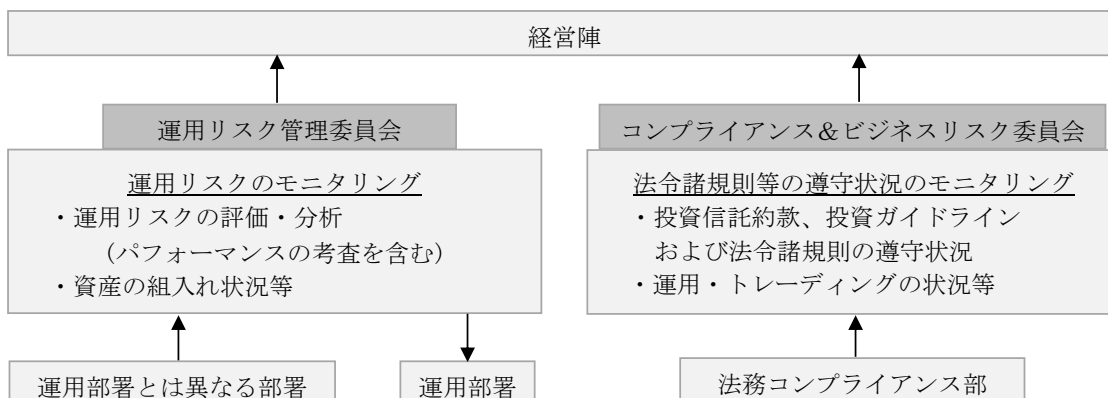 経営陣
運用リスク管理委員会
運用リスクのモニタリング
・運用リスクの評価・分析
（パフォーマンスの考査を含む）
・資産の組入れ状況等
コンプライアンス＆ビジネスリスク委員会
法令諸規則等の遵守状況のモニタリング
・投資信託約款、投資ガイドライン
および法令諸規則の遵守状況
・運用・トレーディングの状況等
運用部署とは異なる部署
運用部署
法務コンプライアンス部